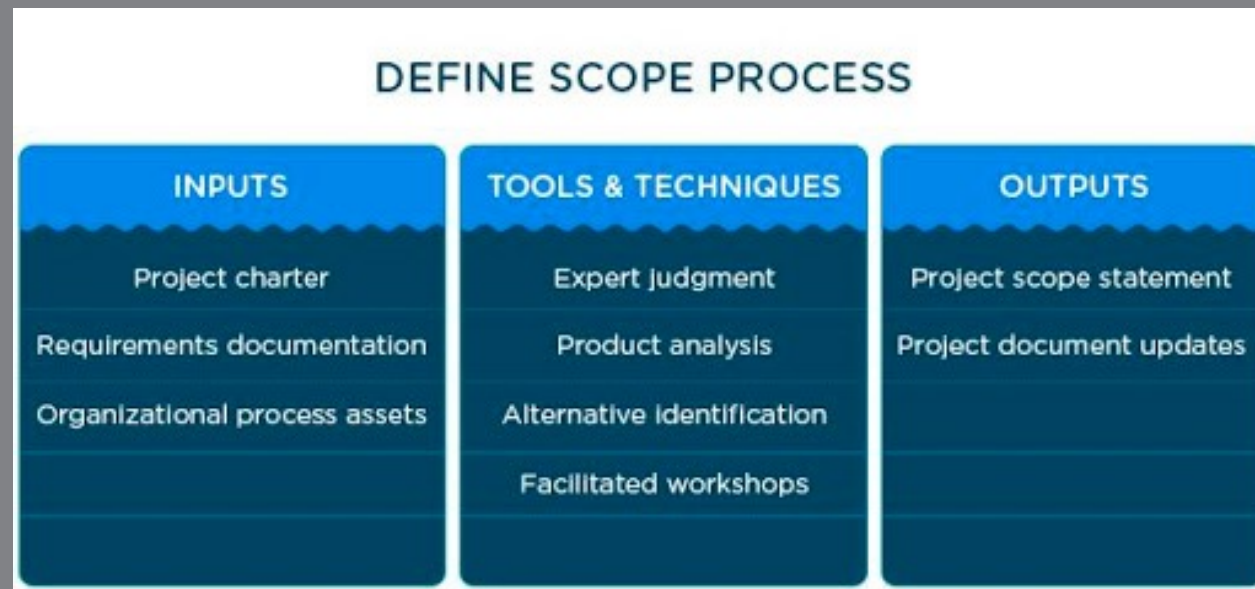 DEFINE SCOPE PROCESS
INPUTS
Project charter
Requirements documentation
Organizational process assets
TOOLS & TECHNIQUES
Expert judgment
Product analysis
Alternative identification
Facilitated workshops
OUTPUTS
Project scope statement
Project document updates